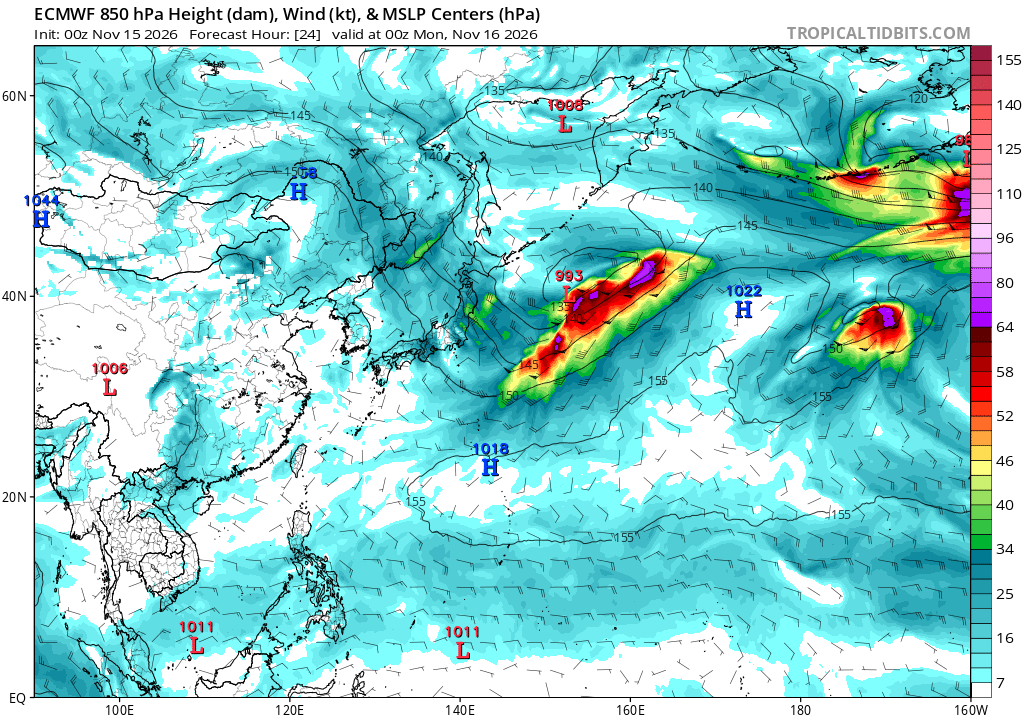 ECMWF 850 hPa Height (dam), Wind (kt), & MSLP Centers (hPa)
Init: 00z Nov 15 2026 Forecast Hour: [24] valid at 00z Mon, Nov 16 2026
TROPICALTIDBITS.COM
155
60N
135
120
1008
L
140
145
135
140
125
150
H
1044
H
140
110
L
145
96
993
1022
H
80
40N
135
64
150
1006
L
145
58
155
150
155
52
1018
H
46
155
20N
155
155
40
34
25
1011
L
1011
L
16
7
EQ
100E
120E
140E
160E
180
160W